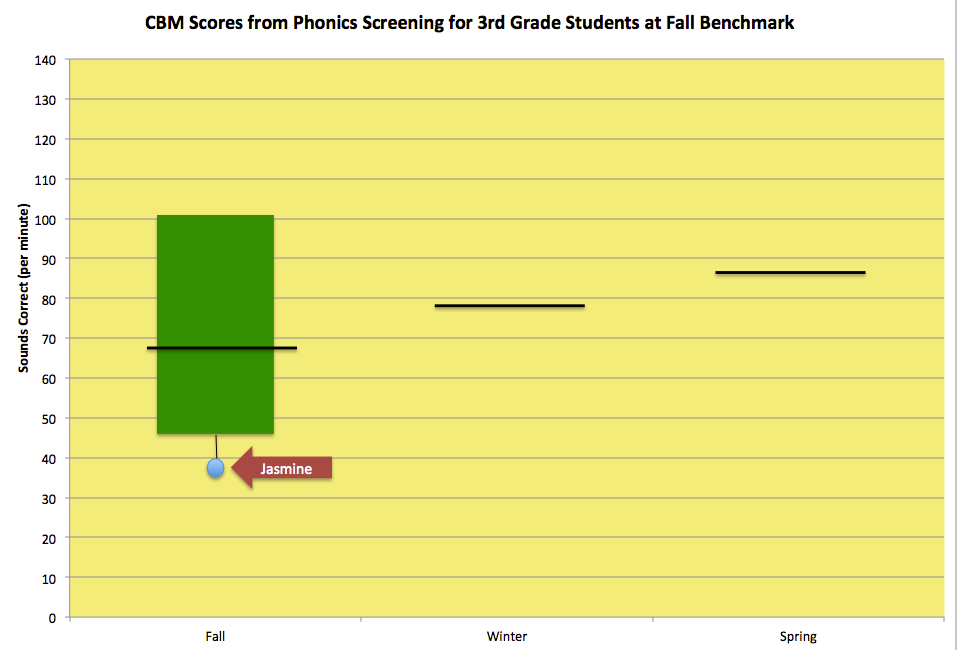 CBM Scores from Phonics Screening for 3rd Grade Students at Fall Benchmark
Sounds Correct (per minute)
140
130
120
110
100
90
80
70
60
50
40
30
20
10
0
Jasmine
Fall
Winter
Spring